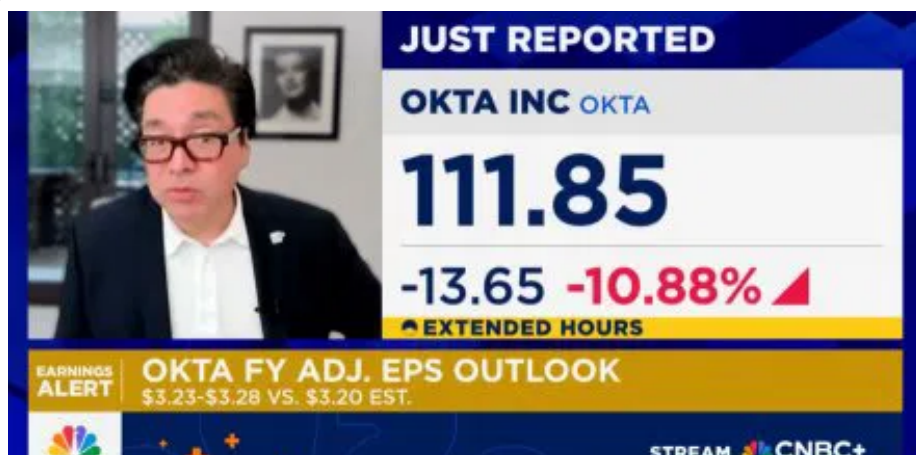 JUST REPORTED
OKTA INC OKTA
111.85
-13.65 -10.88%
EXTENDED HOURS
EARNINGS ALERT
OKTA FY ADJ. EPS OUTLOOK
$3.23-$3.28 VS. $3.20 EST.
STREAM CNBC+